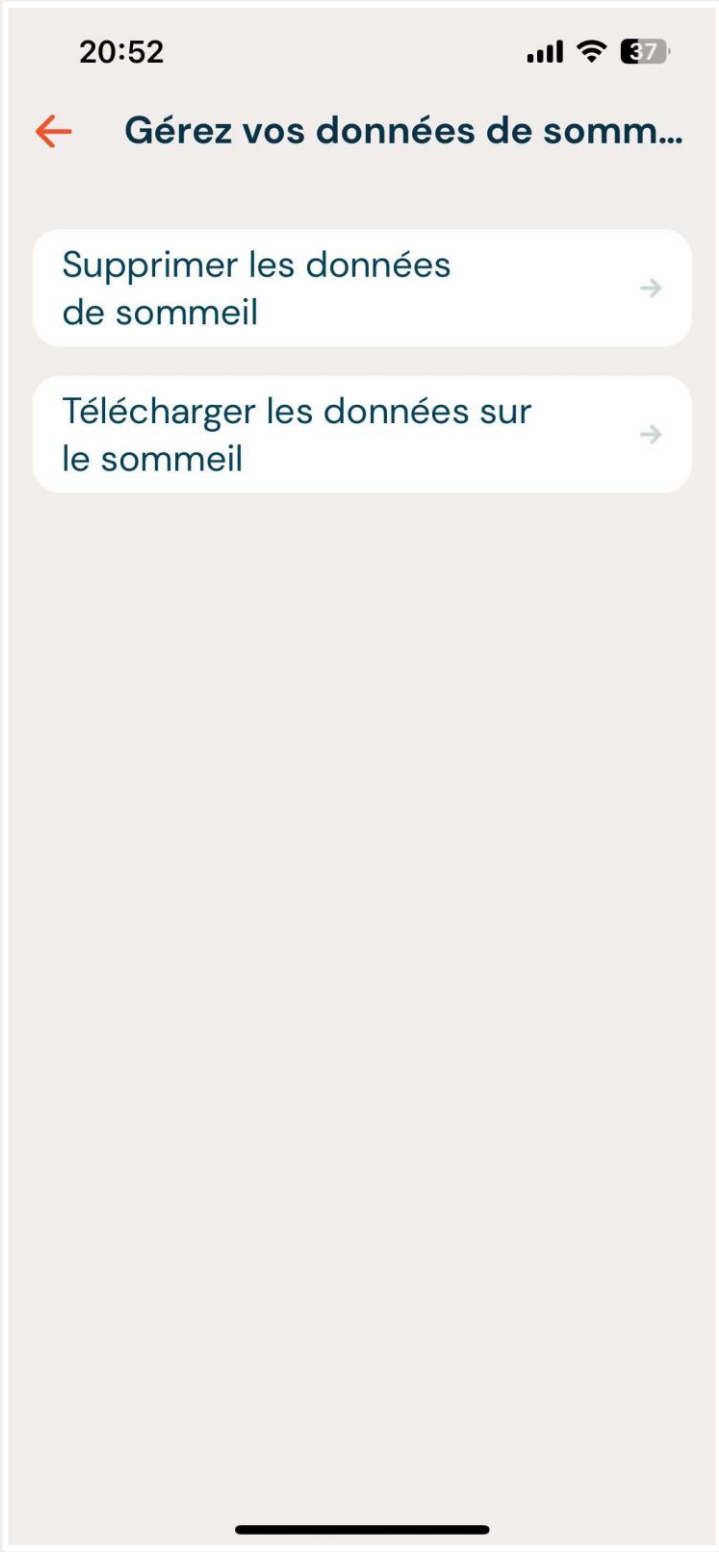 20:52
37
Gérez vos données de somm...
Supprimer les données
de sommeil
Télécharger les données sur
le sommeil